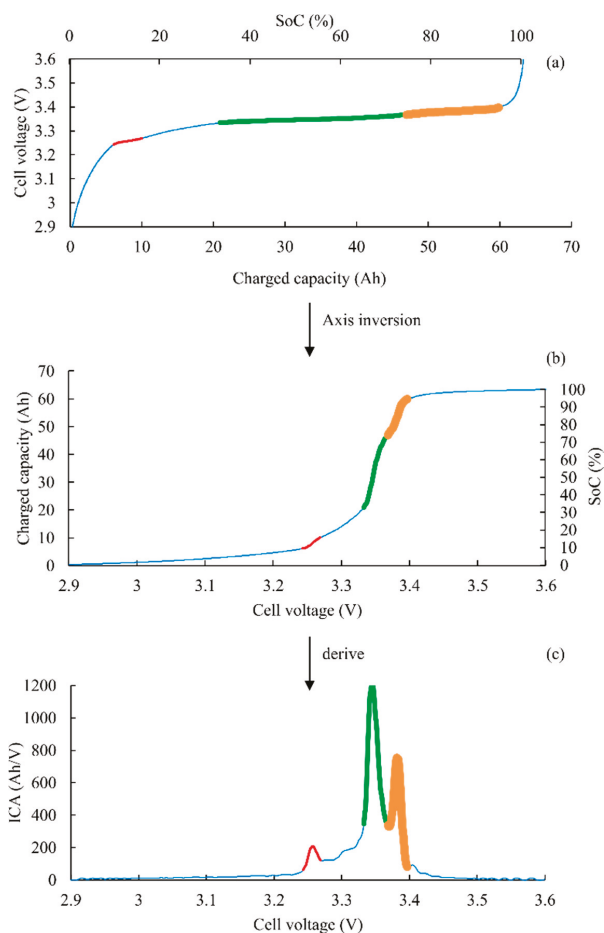 SoC (%)
0 20 40 60 80 100
(a)
3.6
3.5
3.4
3.3
3.2
3.1
3
2.9
Cell voltage (V)
0 10 20 30 40 50 60 70
Charged capacity (Ah)
Axis inversion
(b)
70
60
50
40
30
20
10
0
Charged capacity (Ah)
100
90
80
70
60
50
40
30
20
10
0
SoC (%)
2.9 3 3.1 3.2 3.3 3.4 3.5 3.6
Cell voltage (V)
derive
(c)
1200
1000
800
600
400
200
0
ICA (Ah/V)
2.9 3 3.1 3.2 3.3 3.4 3.5 3.6
Cell voltage (V)